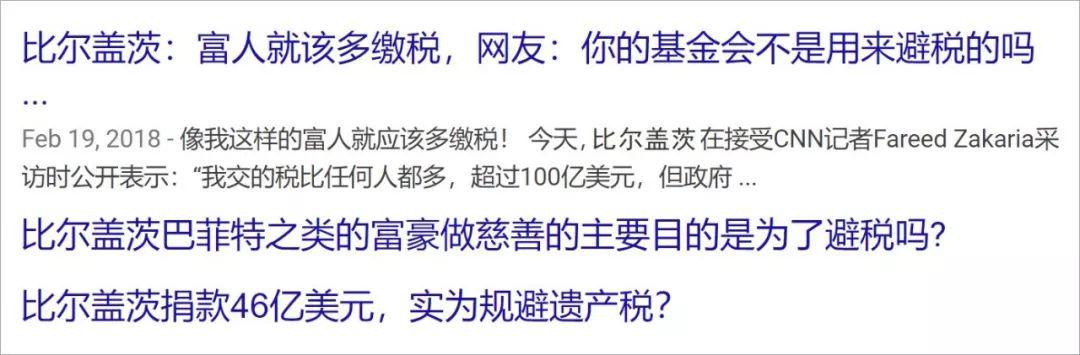 比尔盖茨：富人就该多缴税，网友：你的基金会不是用来避税的吗
...
Feb 19, 2018 - 像我这样的富人就应该多缴税！ 今天, 比尔盖茨在接受CNN记者Fareed Zakaria采
访时公开表示：“我交的税比任何人都多，超过100亿美元，但政府 ...
比尔盖茨巴菲特之类的富豪做慈善的主要目的是为了避税吗？
比尔盖茨捐款46亿美元，实为规避遗产税？